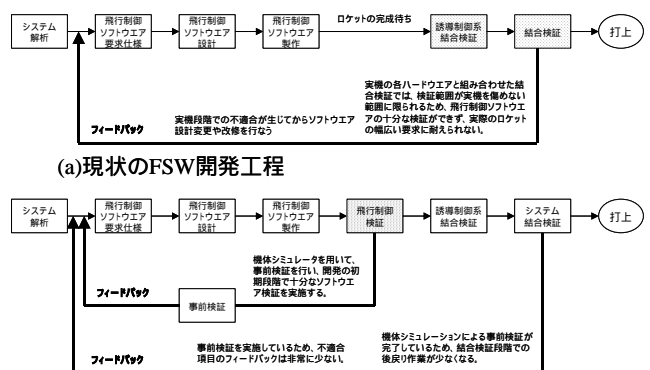 ロケットの完成待ち
システム
解析
飛行制御
ソフトウエア
要求仕様
飛行制御
ソフトウエア
設計
飛行制御
ソフトウエア
製作
誘導制御系
結合検証
結合検証
打上
フィードバック
実機段階での不適合が生じてからソフトウエア
設計変更や改修を行なう
実機の各ハードウエアと組み合わせた結
合検証では、検証範囲が実機を傷めない
範囲に限られるため、飛行制御ソフトウエ
アの十分な検証ができず、実際のロケット
の幅広い要求に耐えられない。
(a)現状のFSW開発工程
システム
解析
飛行制御
ソフトウエア
要求仕様
飛行制御
ソフトウエア
設計
飛行制御
ソフトウエア
製作
飛行制御
検証
誘導制御系
結合検証
システム
結合検証
打上
フィードバック
事前検証
機体シミュレータを用いて、
事前検証を行い、開発の初
期段階で十分なソフトウエ
ア検証を実施する。
フィードバック
事前検証を実施しているため、不適合
項目のフィードバックは非常に少ない。
機体シミュレーションによる事前検証が
完了しているため、結合検証段階での
後戻り作業が少なくなる。